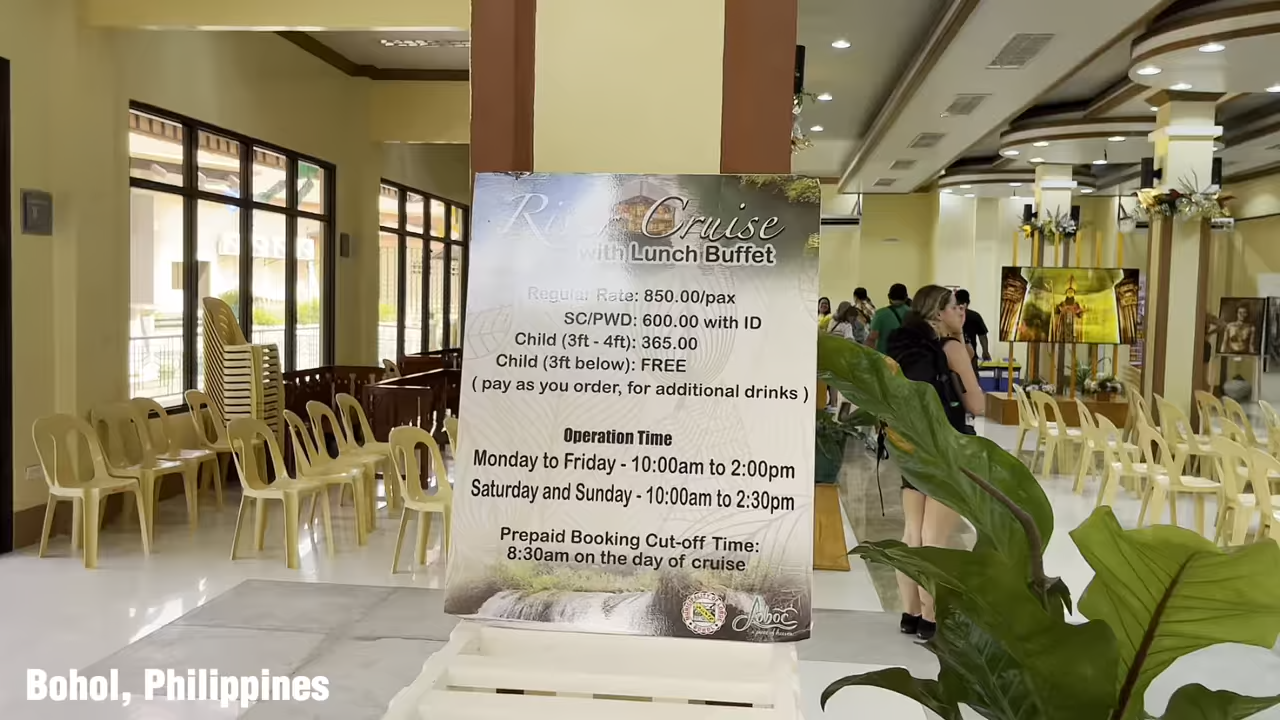 River Cruise
with Lunch Buffet
Regular Rate: 850.00/pax
SC/PWD: 600.00 with ID
Child (3ft - 4ft): 365.00
Child (3ft below): FREE
( pay as you order, for additional drinks )
Operation Time
Monday to Friday - 10:00am to 2:00pm
Saturday and Sunday - 10:00am to 2:30pm
Prepaid Booking Cut-off Time:
8:30am on the day of cruise
Loboc
Bohol, Philippines